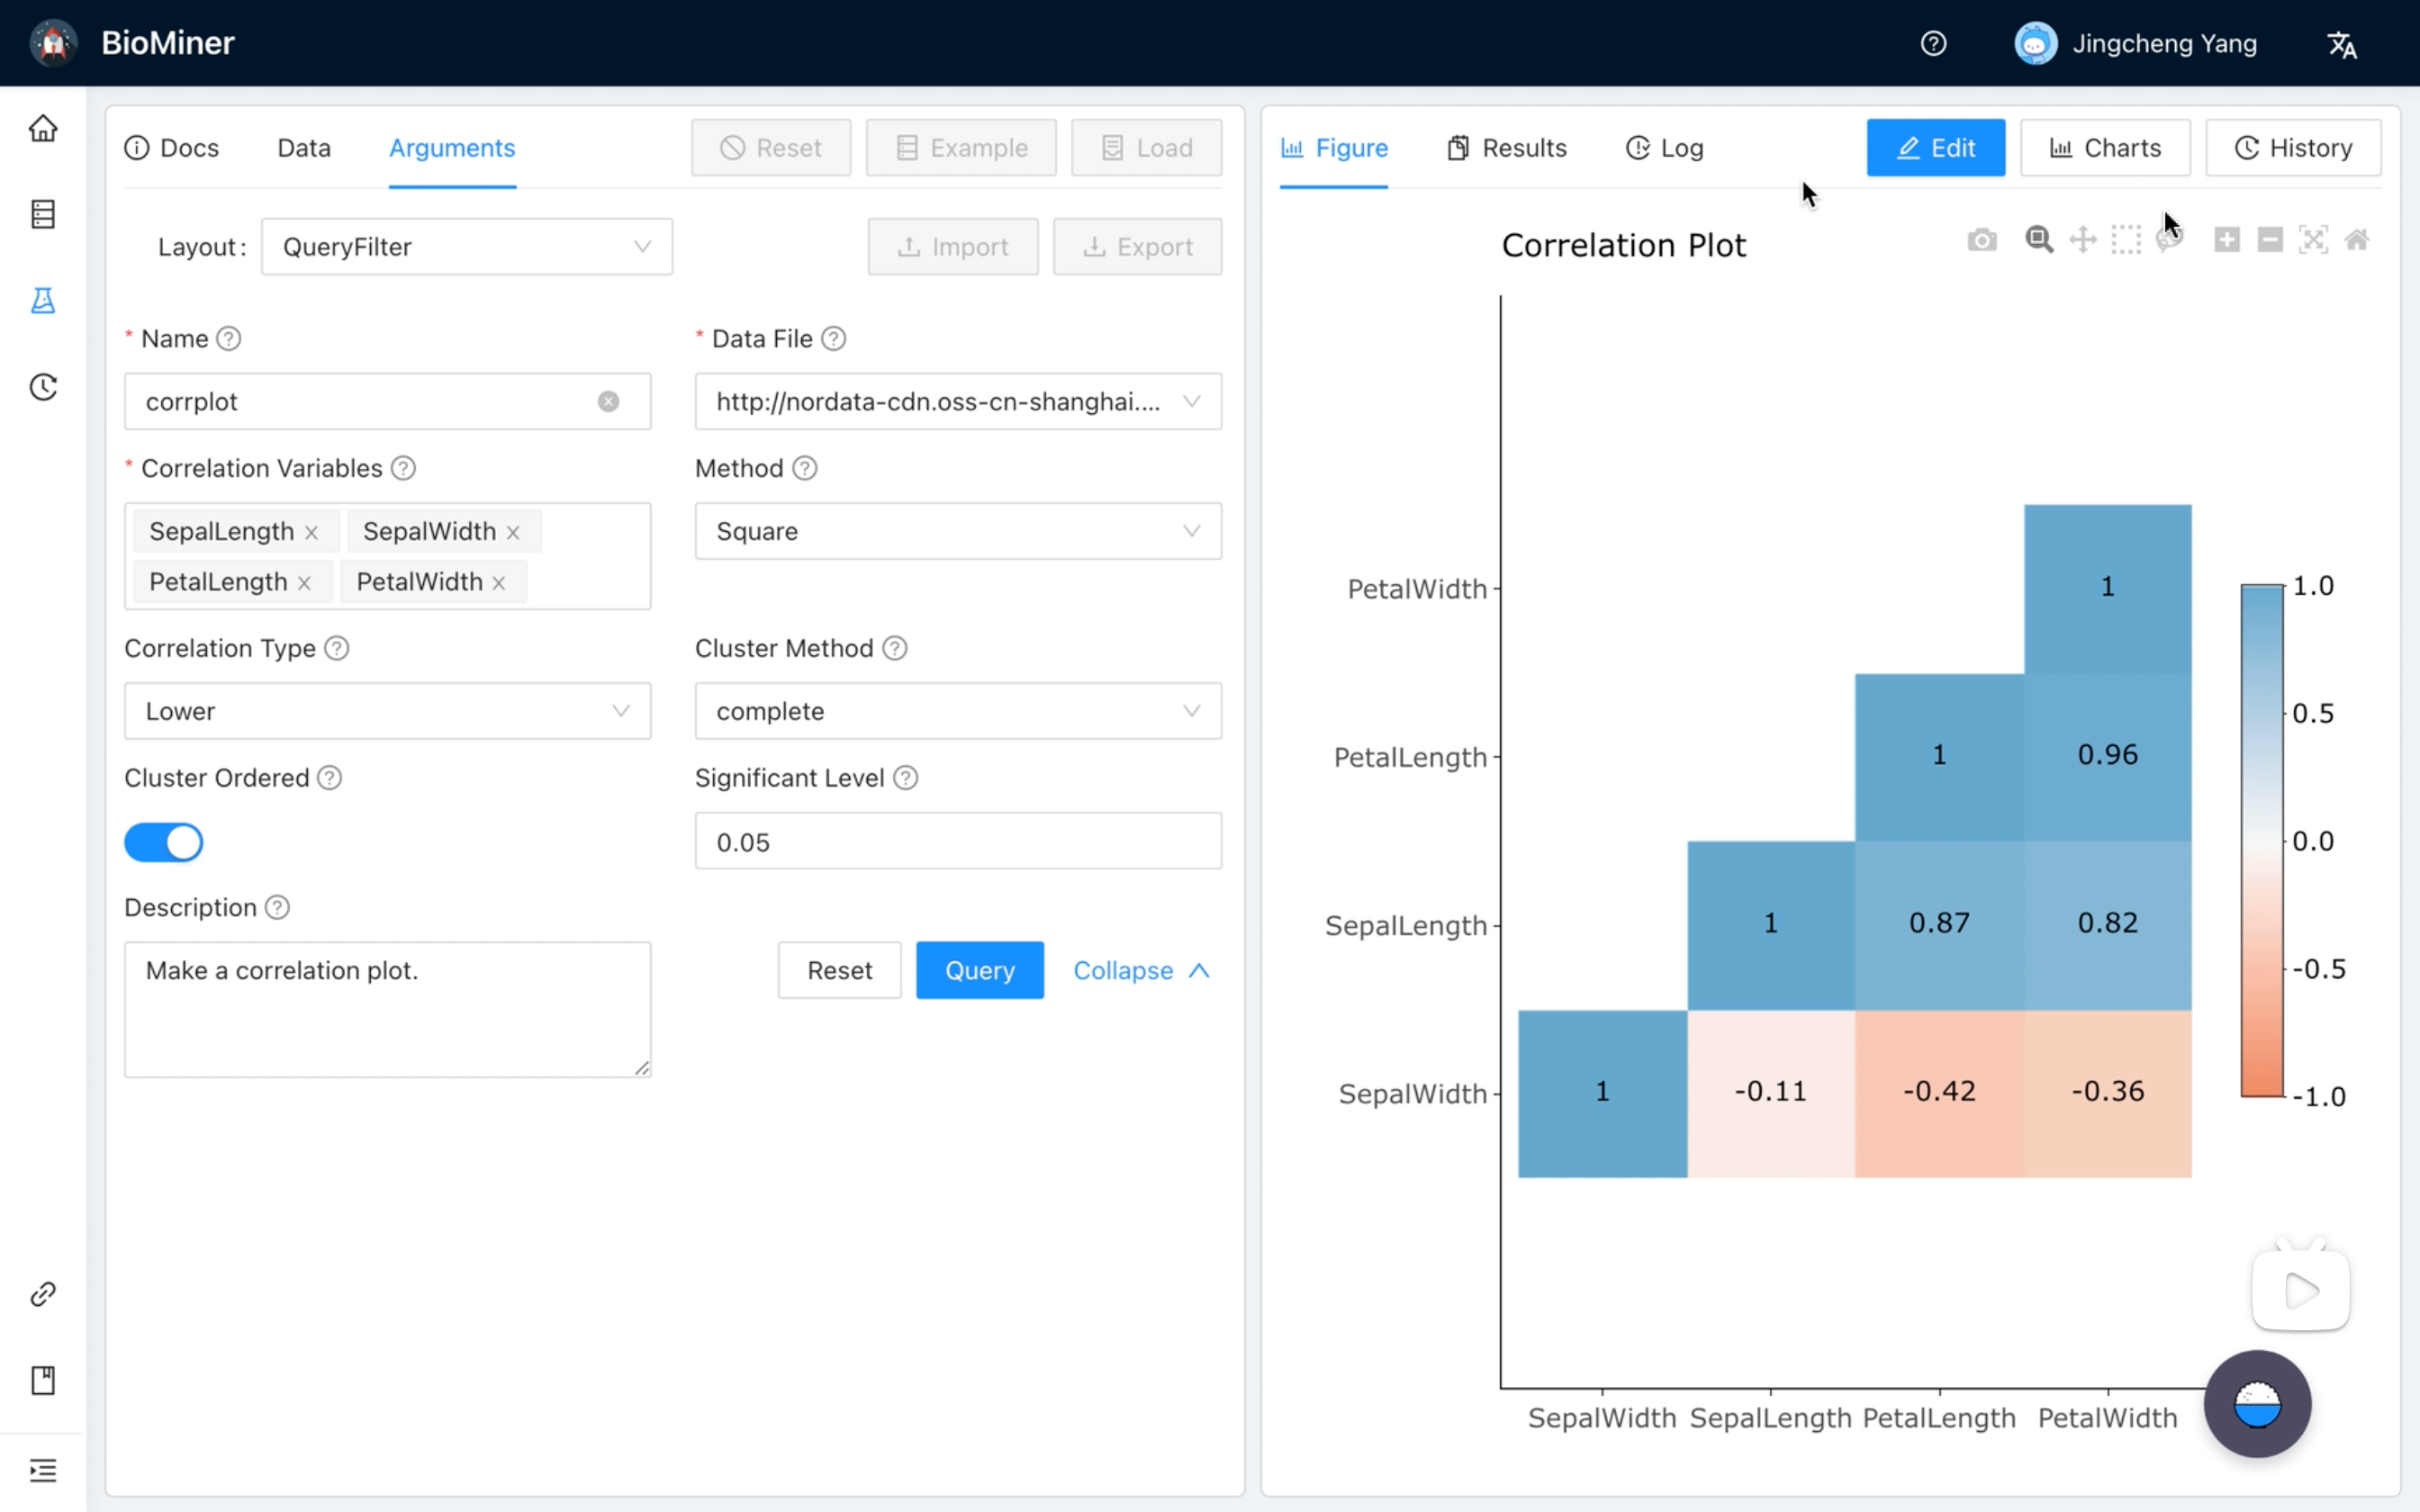 BioMiner
Jingcheng Yang
Docs Data Arguments Reset Example Load
Layout: QueryFilter Import Export
* Name
corrplot
* Data File
http://nordata-cdn.oss-cn-shanghai....
* Correlation Variables
SepalLength SepalWidth
PetalLength PetalWidth
Method
Square
Correlation Type
Lower
Cluster Method
complete
Cluster Ordered
Significant Level
0.05
Description
Make a correlation plot.
Reset Query Collapse
Figure Results Log Edit Charts History
Correlation Plot
PetalWidth 1
PetalLength 1 0.96
SepalLength 1 0.87 0.82
SepalWidth 1 -0.11 -0.42 -0.36
1.0
0.5
0.0
-0.5
-1.0
SepalWidth SepalLength PetalLength PetalWidth